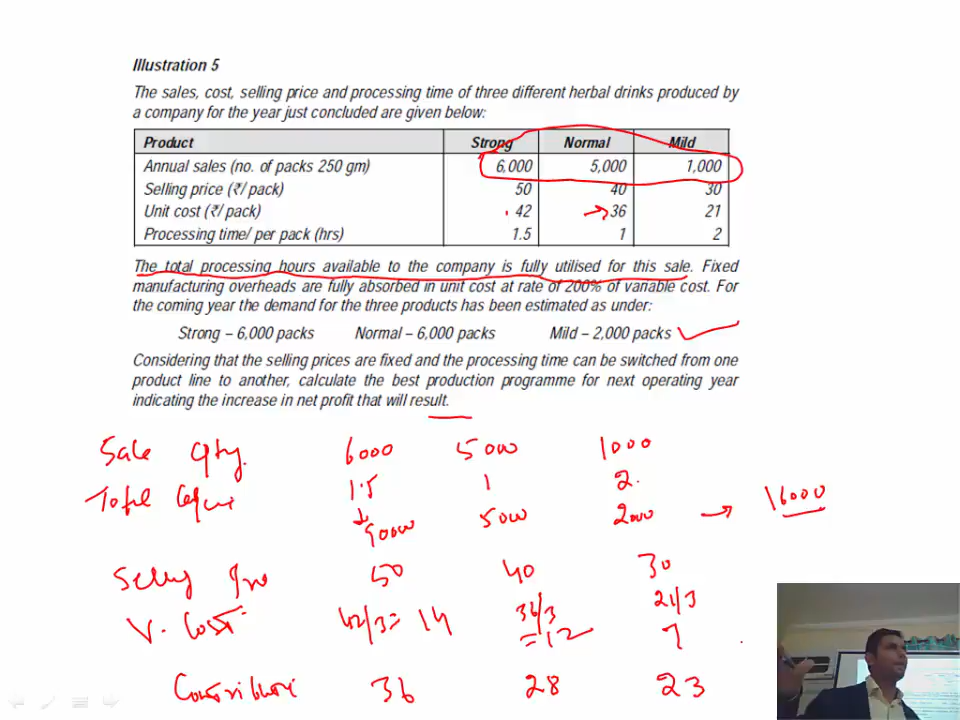 Illustration 5
The sales, cost, selling price and processing time of three different herbal drinks produced by
a company for the year just concluded are given below:
Product Strong Normal Mild
Annual sales (no. of packs 250 gm) 6,000 5,000 1,000
Selling price (₹/ pack) 50 40 30
Unit cost (₹/ pack) 42 36 21
Processing time/ per pack (hrs) 1.5 1 2
The total processing hours available to the company is fully utilised for this sale. Fixed
manufacturing overheads are fully absorbed in unit cost at rate of 200% of variable cost. For
the coming year the demand for the three products has been estimated as under:
Strong – 6,000 packs Normal – 6,000 packs Mild – 2,000 packs
Considering that the selling prices are fixed and the processing time can be switched from one
product line to another, calculate the best production programme for next operating year
indicating the increase in net profit that will result.
Sale Qty. 6000 5000 1000
Total 1.5 1 2
5000 2000 → 16000
Selling 50 40 30
V. Cost 42/3 = 14 36/3 = 12 21/3 7
Contribution 36 28 23